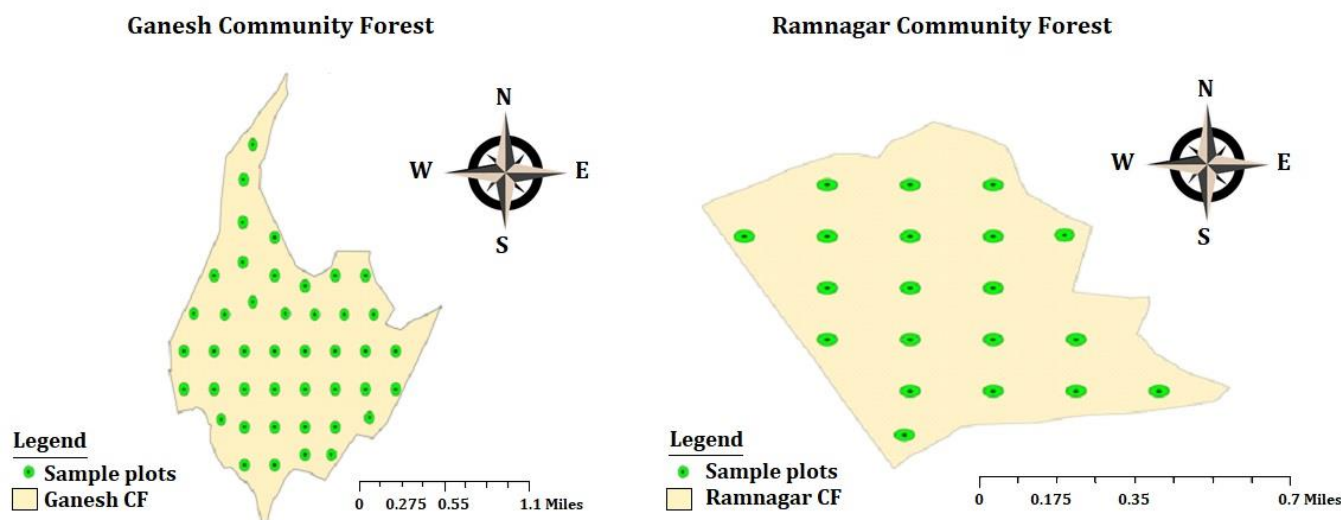 Ganesh Community Forest
N
W
E
S
Legend
Sample plots
Ganesh CF
0 0.275 0.55 1.1 Miles
Ramnagar Community Forest
N
W
E
S
Legend
Sample plots
Ramnagar CF
0 0.175 0.35 0.7 Miles